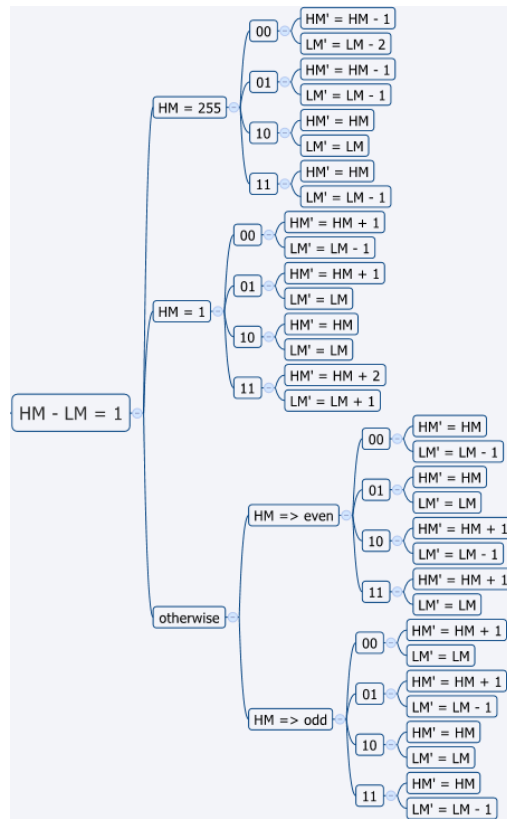 HM - LM = 1
HM = 255
00
HM' = HM - 1
LM' = LM - 2
01
HM' = HM - 1
LM' = LM - 1
10
HM' = HM
LM' = LM
11
HM' = HM
LM' = LM - 1
HM = 1
00
HM' = HM + 1
LM' = LM - 1
01
HM' = HM + 1
LM' = LM
10
HM' = HM
LM' = LM
11
HM' = HM + 2
LM' = LM + 1
otherwise
HM => even
00
HM' = HM
LM' = LM - 1
01
HM' = HM
LM' = LM
10
HM' = HM + 1
LM' = LM - 1
11
HM' = HM + 1
LM' = LM
HM => odd
00
HM' = HM + 1
LM' = LM
01
HM' = HM + 1
LM' = LM - 1
10
HM' = HM
LM' = LM
11
HM' = HM
LM' = LM - 1